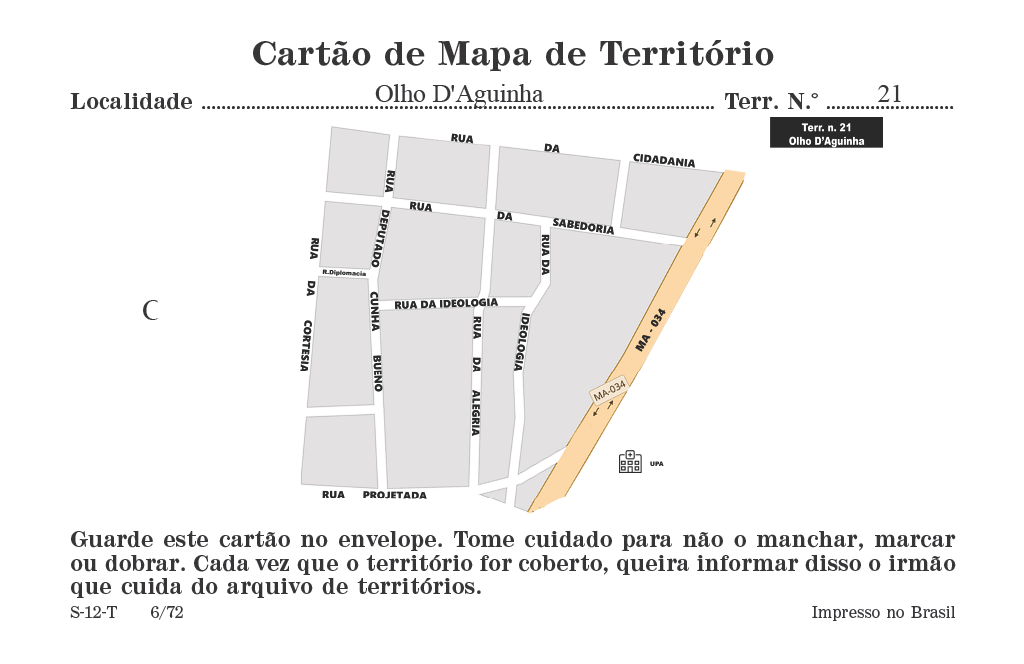 Cartão de Mapa de Território
Localidade Olho D'Aguinha Terr. N.° 21
Terr. n. 21
Olho D'Aguinha
RUA DA CIDADANIA
RUA DEPUTADO CUNHA BUENO
RUA DA SABEDORIA
RUA DA IDEOLOGIA
RUA DA CORTESIA
R.Diplomacia
RUA DA IDEOLOGIA
RUA DA ALEGRIA
MA - 034
MA-034
C
UPA
RUA PROJETADA
Guarde este cartão no envelope. Tome cuidado para não o manchar, marcar
ou dobrar. Cada vez que o território for coberto, queira informar disso o irmão
que cuida do arquivo de territórios.
S-12-T 6/72 Impresso no Brasil